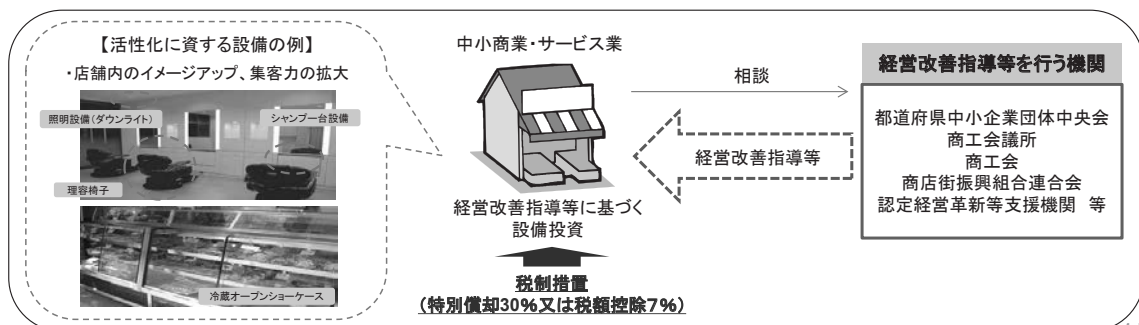 【活性化に資する設備の例】
・店舗内のイメージアップ、集客力の拡大
照明設備(ダウンライト)
シャンプー台設備
理容椅子
冷蔵オープンショーケース
中小商業・サービス業
経営改善指導等に基づく
設備投資
税制措置
(特別償却30%又は税額控除7%)
相談
経営改善指導等
経営改善指導等を行う機関
都道府県中小企業団体中央会
商工会議所
商工会
商店街振興組合連合会
認定経営革新等支援機関 等